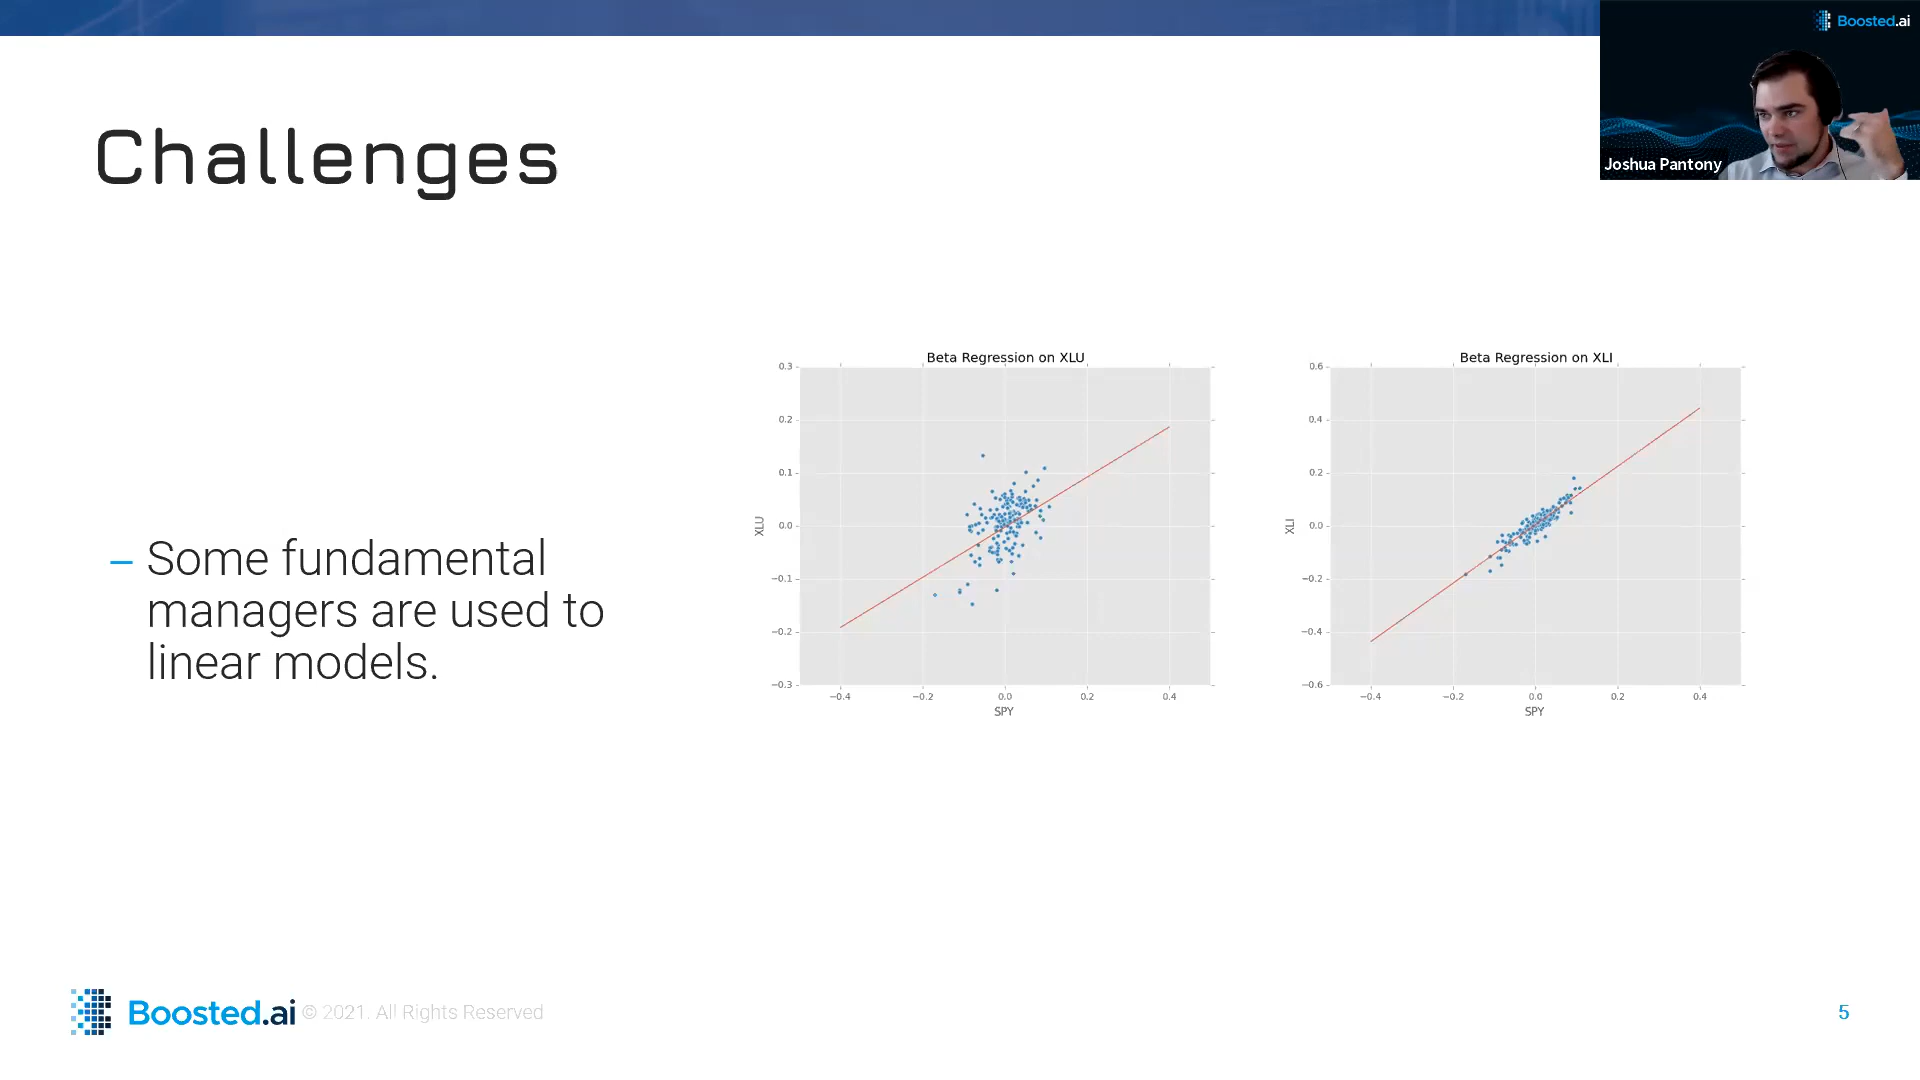 Boosted.ai
Joshua Pantony
Challenges
– Some fundamental
managers are used to
linear models.
Beta Regression on XLU
0.3
0.2
0.1
0.0
−0.1
−0.2
−0.3
XLU
−0.4 −0.2 0.0 0.2 0.4
SPY
Beta Regression on XLI
0.6
0.4
0.2
0.0
−0.2
−0.4
−0.6
XLI
−0.4 −0.2 0.0 0.2 0.4
SPY
Boosted.ai © 2021. All Rights Reserved
5